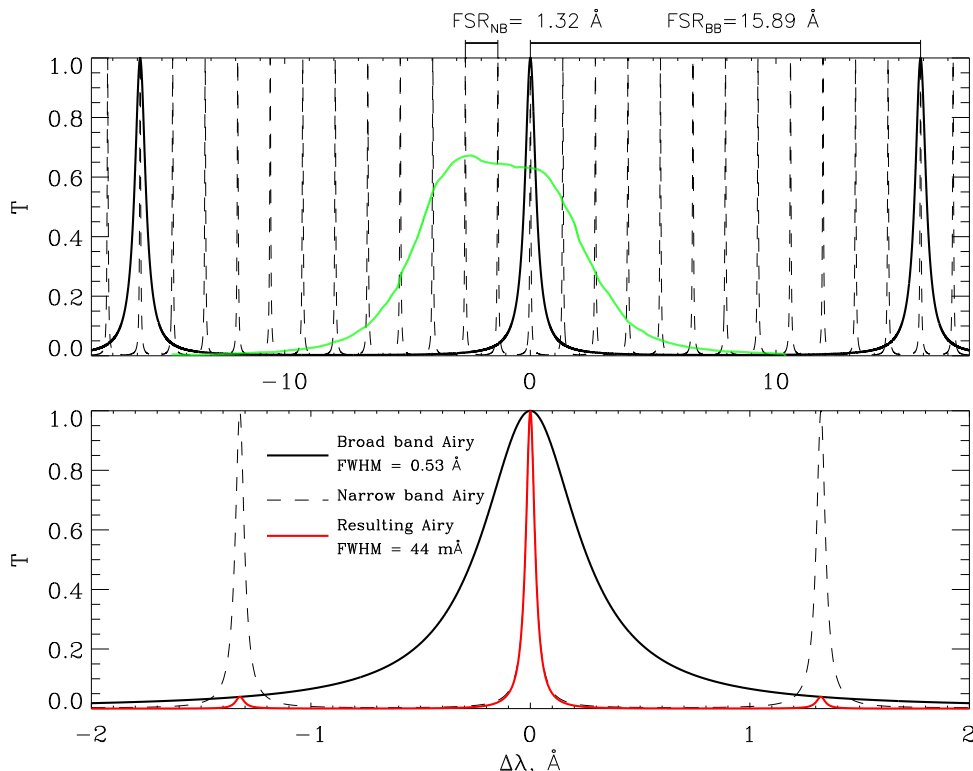 FSR_NB= 1.32 Å
FSR_BB=15.89 Å
1.0
0.8
0.6
0.4
0.2
0.0
T
-10
0
10
1.0
0.8
0.6
0.4
0.2
0.0
T
Broad band Airy
FWHM = 0.53 Å
Narrow band Airy
Resulting Airy
FWHM = 44 mÅ
-2
-1
0
1
2
Δλ, Å